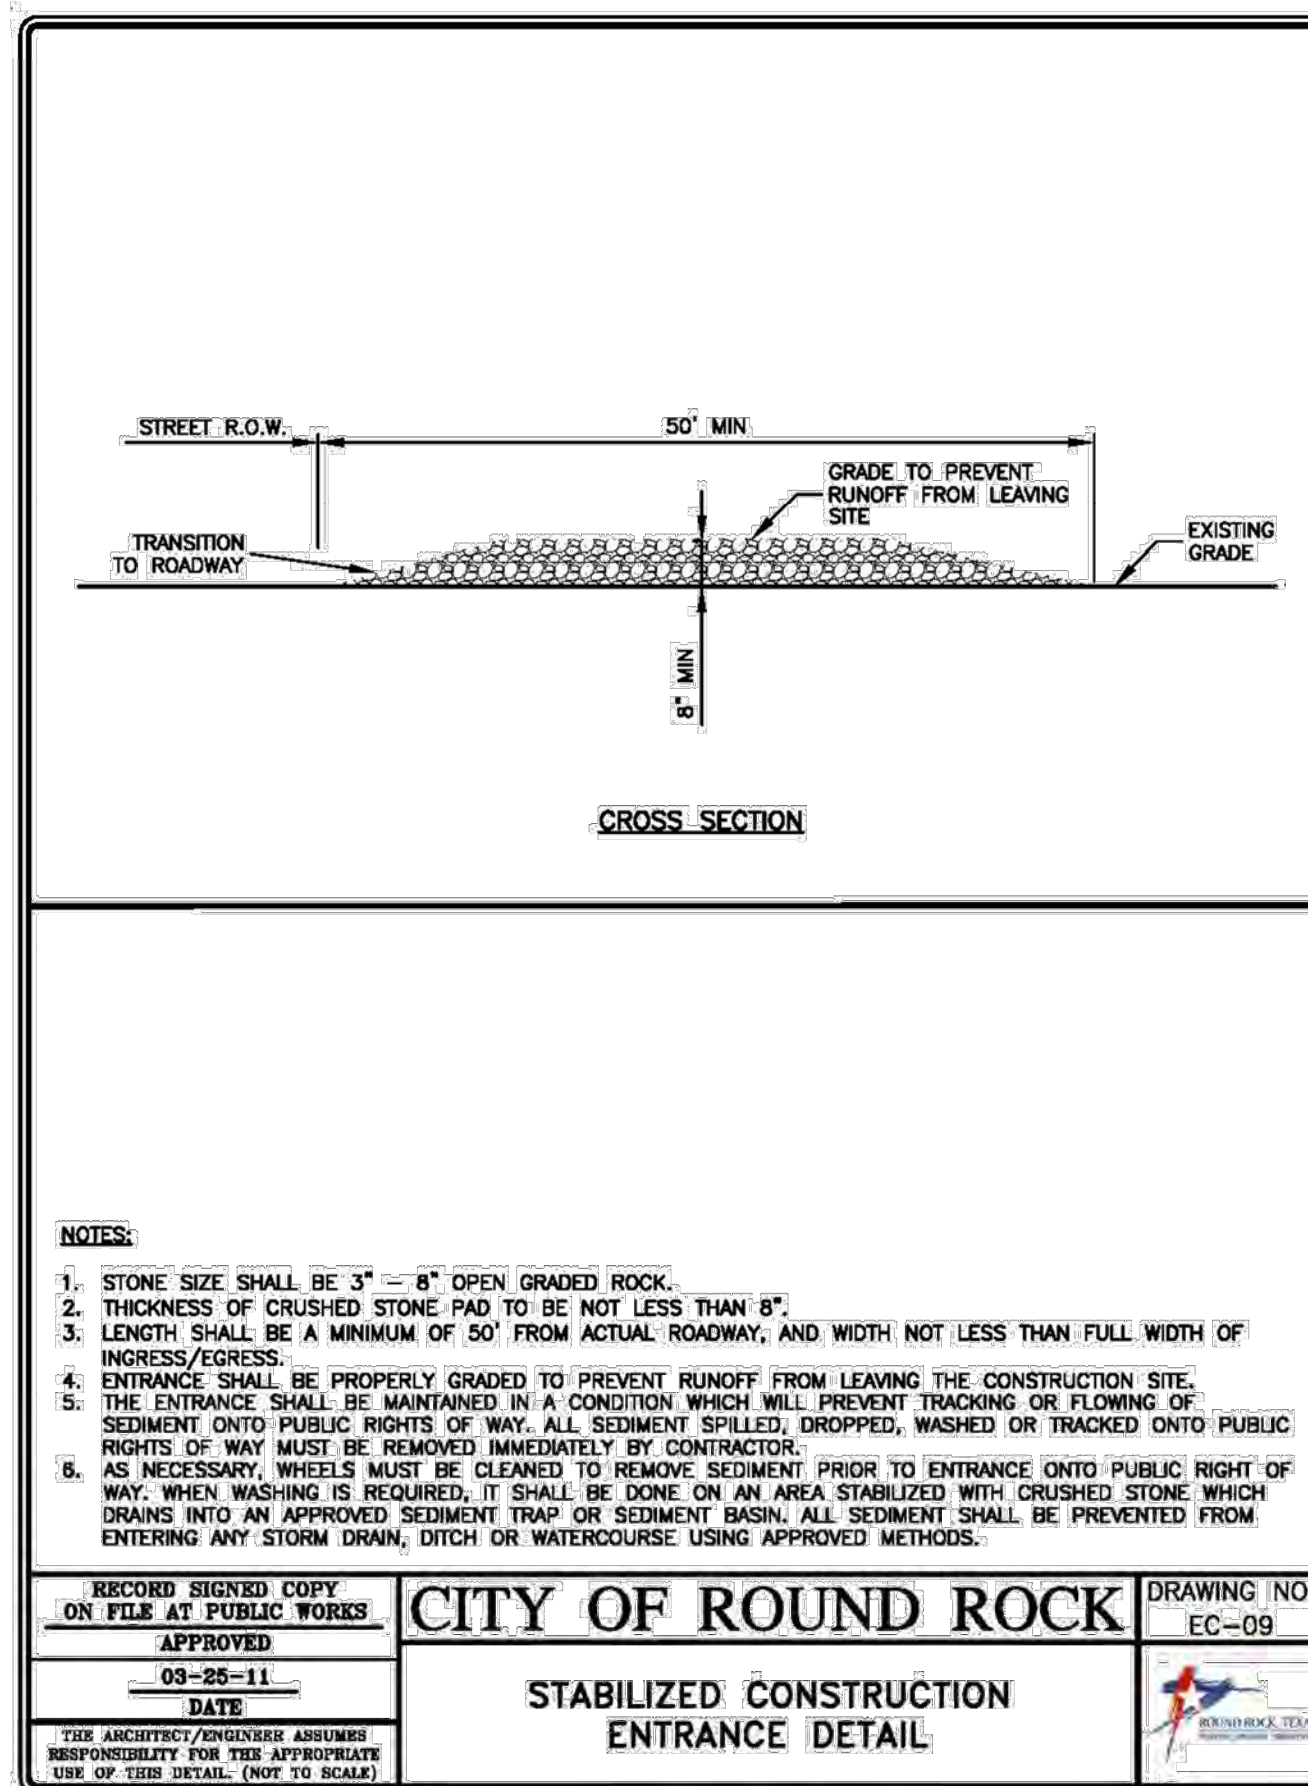 STREET R.O.W.
50' MIN
GRADE TO PREVENT
RUNOFF FROM LEAVING
SITE
EXISTING
GRADE
TRANSITION
TO ROADWAY
8" MIN
CROSS SECTION
NOTES:
1. STONE SIZE SHALL BE 3" – 8" OPEN GRADED ROCK.
2. THICKNESS OF CRUSHED STONE PAD TO BE NOT LESS THAN 8".
3. LENGTH SHALL BE A MINIMUM OF 50' FROM ACTUAL ROADWAY, AND WIDTH NOT LESS THAN FULL WIDTH OF
INGRESS/EGRESS.
4. ENTRANCE SHALL BE PROPERLY GRADED TO PREVENT RUNOFF FROM LEAVING THE CONSTRUCTION SITE.
5. THE ENTRANCE SHALL BE MAINTAINED IN A CONDITION WHICH WILL PREVENT TRACKING OR FLOWING OF
SEDIMENT ONTO PUBLIC RIGHTS OF WAY. ALL SEDIMENT SPILLED, DROPPED, WASHED OR TRACKED ONTO PUBLIC
RIGHTS OF WAY MUST BE REMOVED IMMEDIATELY BY CONTRACTOR.
6. AS NECESSARY, WHEELS MUST BE CLEANED TO REMOVE SEDIMENT PRIOR TO ENTRANCE ONTO PUBLIC RIGHT OF
WAY. WHEN WASHING IS REQUIRED, IT SHALL BE DONE ON AN AREA STABILIZED WITH CRUSHED STONE WHICH
DRAINS INTO AN APPROVED SEDIMENT TRAP OR SEDIMENT BASIN. ALL SEDIMENT SHALL BE PREVENTED FROM
ENTERING ANY STORM DRAIN, DITCH OR WATERCOURSE USING APPROVED METHODS.
RECORD SIGNED COPY
ON FILE AT PUBLIC WORKS
APPROVED
03-25-11
DATE
THE ARCHITECT/ENGINEER ASSUMES
RESPONSIBILITY FOR THE APPROPRIATE
USE OF THIS DETAIL. (NOT TO SCALE)
CITY OF ROUND ROCK
STABILIZED CONSTRUCTION
ENTRANCE DETAIL
DRAWING NO
EC-09
ROUND ROCK, TEXA